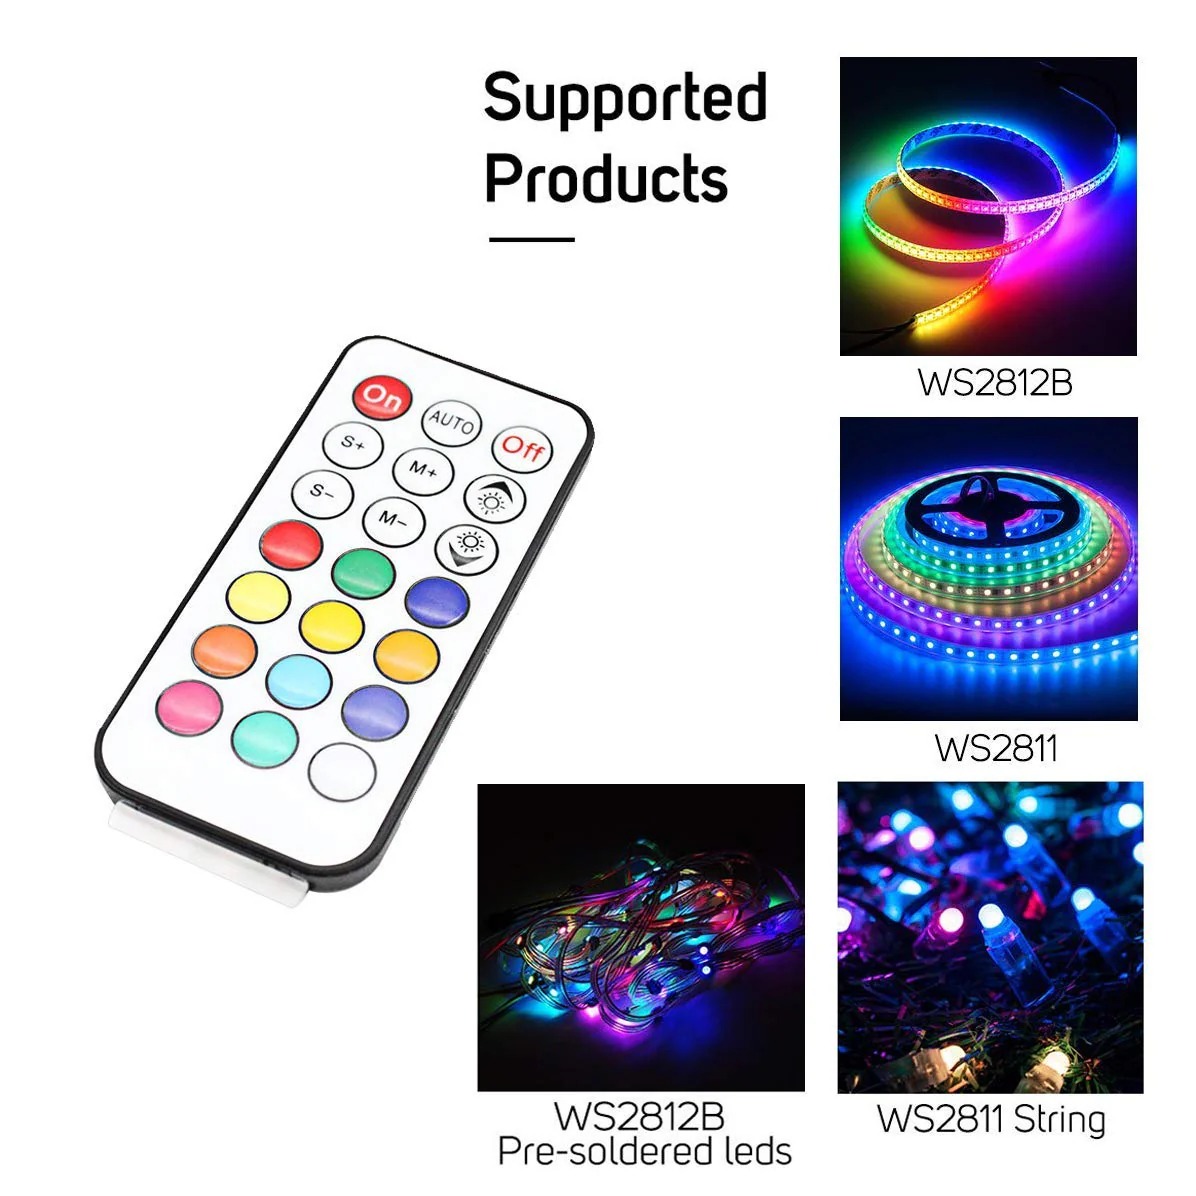 Supported
Products
On
AUTO
Off
S+
M+
S-
M-
WS2812B
WS2811
WS2812B
Pre-soldered leds
WS2811 String